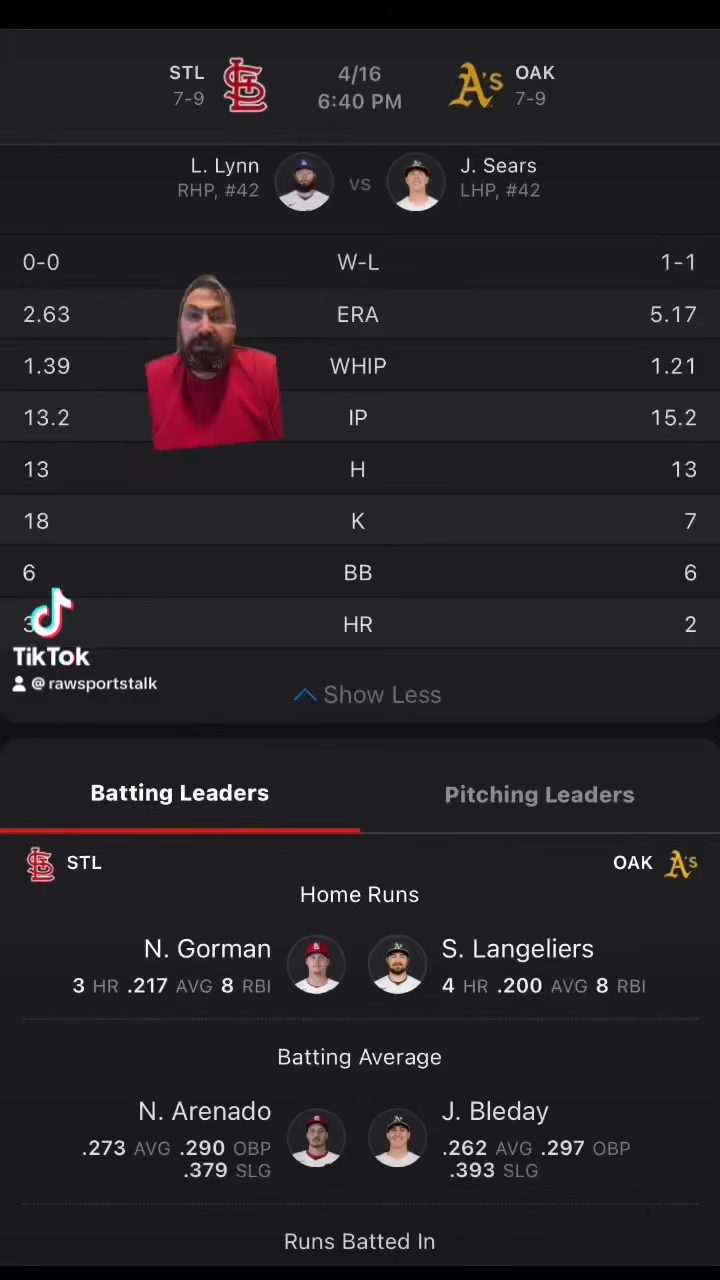 STL 4/16 OAK
7-9 6:40 PM 7-9
L. Lynn VS J. Sears
RHP, #42 LHP, #42
0-0 W-L 1-1
2.63 ERA 5.17
1.39 WHIP 1.21
13.2 IP 15.2
13 H 13
18 K 7
6 BB 6
3 HR 2
TikTok
@rawsportstalk
Show Less
Batting Leaders Pitching Leaders
STL OAK A's
Home Runs
N. Gorman S. Langeliers
3 HR .217 AVG 8 RBI 4 HR .200 AVG 8 RBI
Batting Average
N. Arenado J. Bleday
.273 AVG .290 OBP .262 AVG .297 OBP
.379 SLG .393 SLG
Runs Batted In